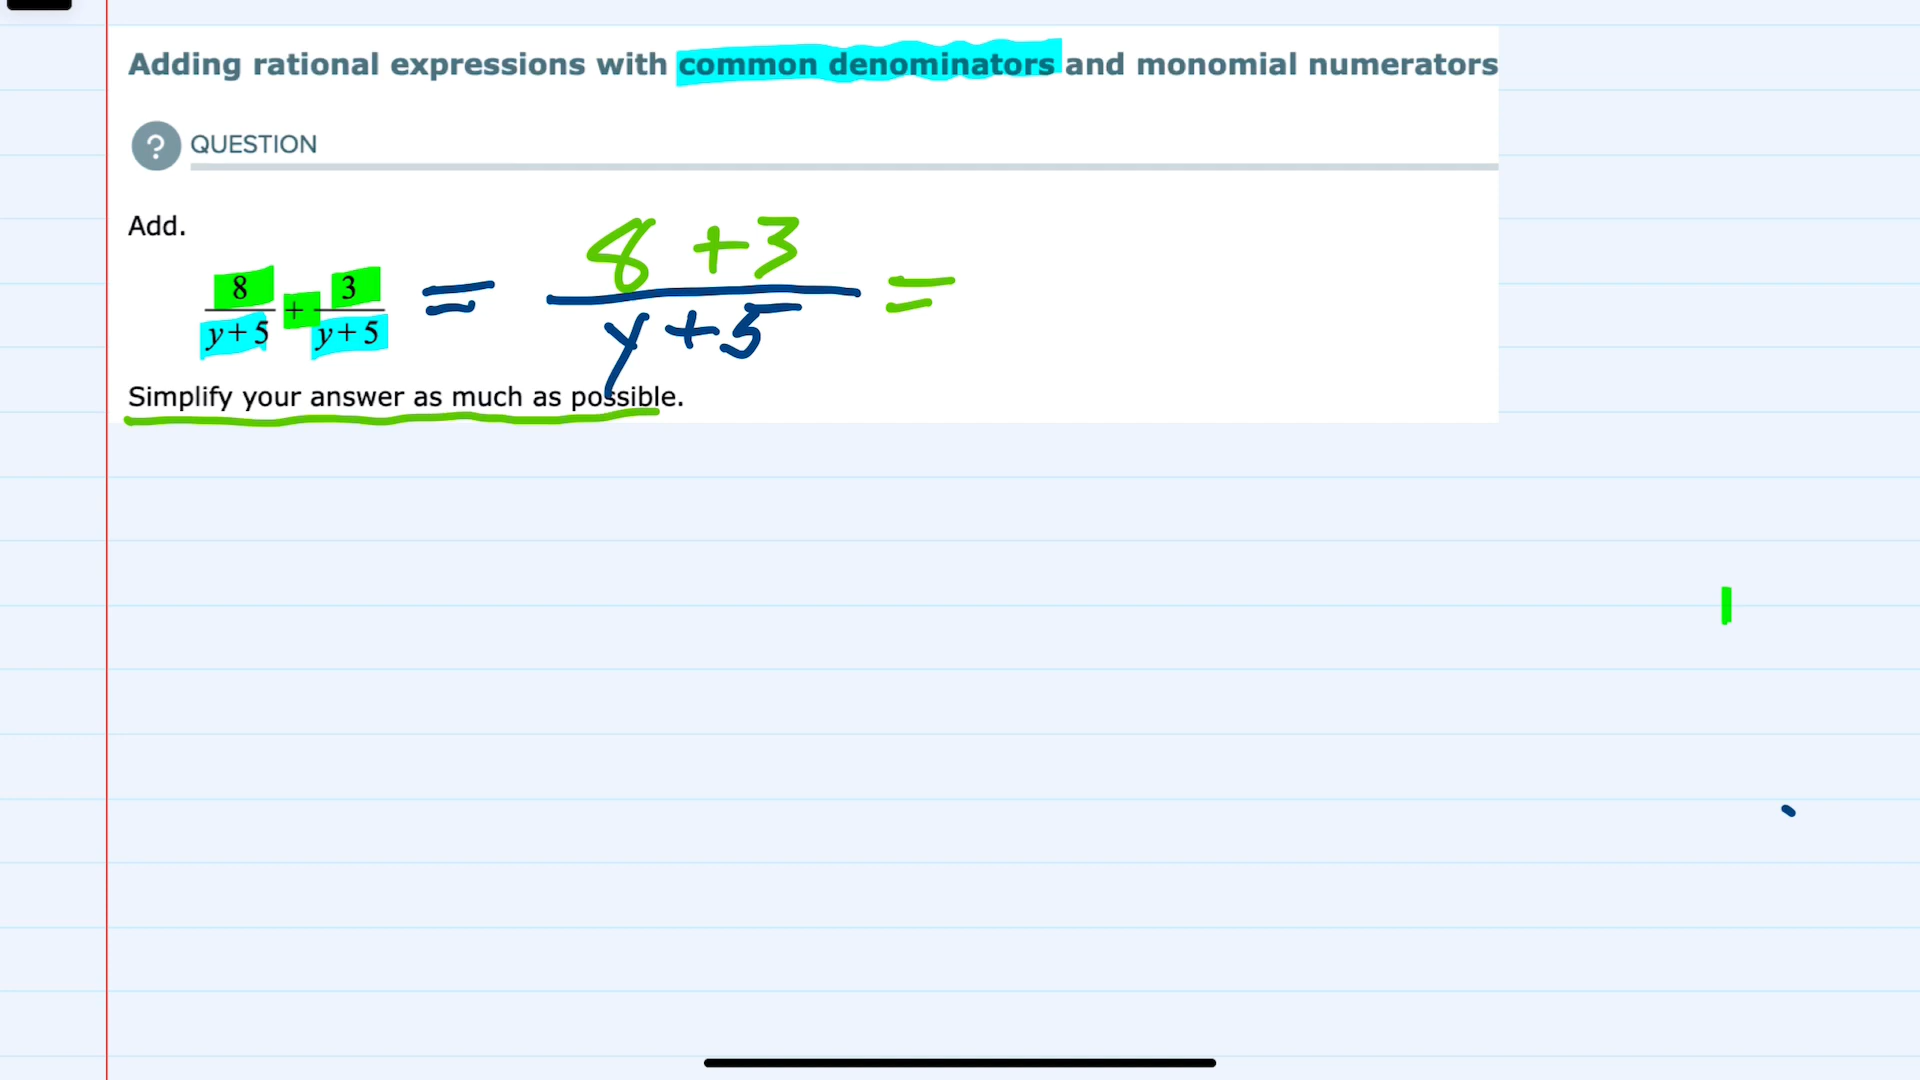 Adding rational expressions with common denominators and monomial numerators
? QUESTION
Add.
8/(y + 5) + 3/(y + 5) = (8 + 3)/(y + 5) =
Simplify your answer as much as possible.